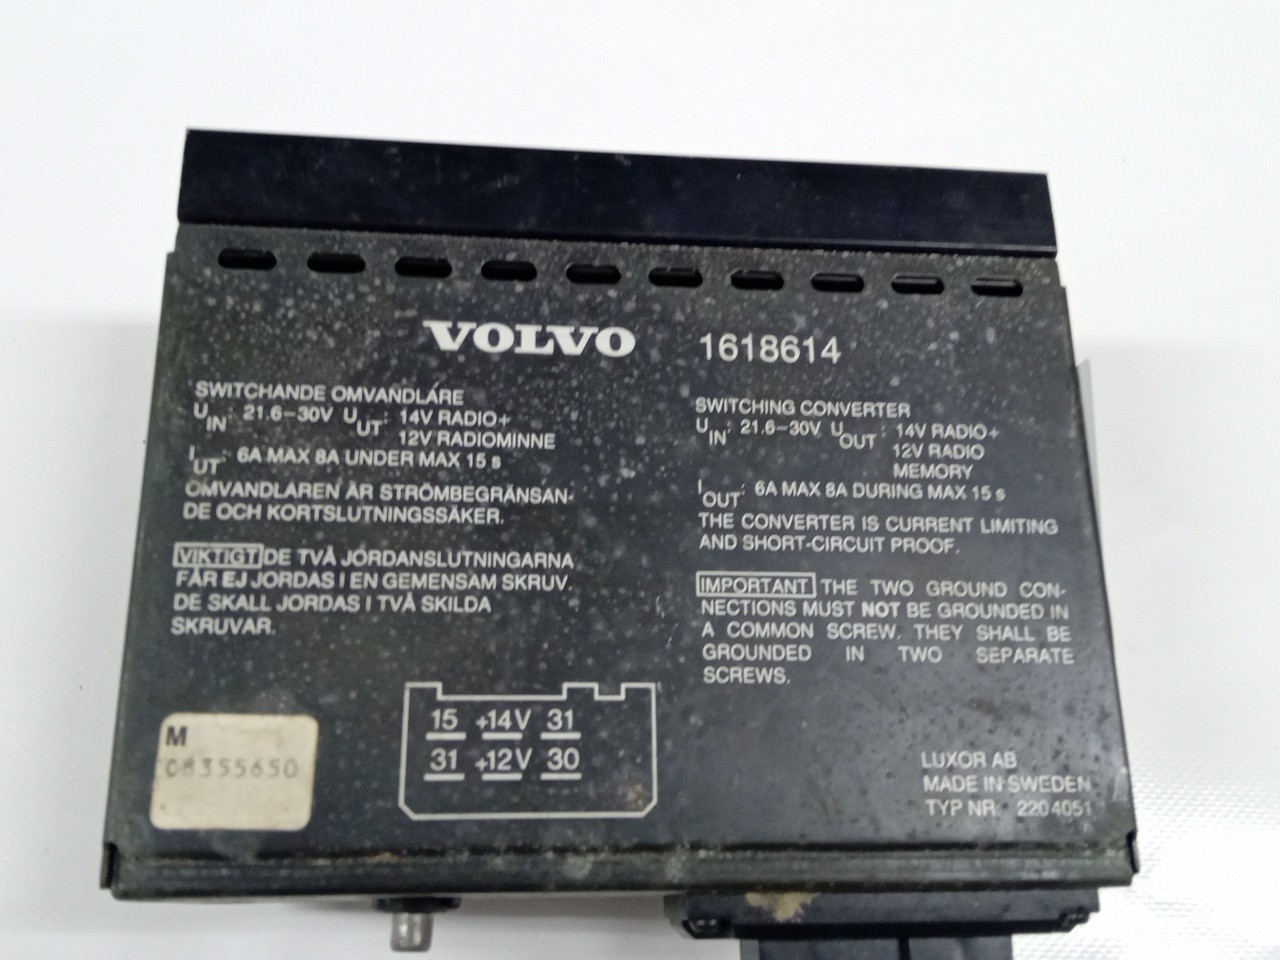 VOLVO 1618614
SWITCHANDE OMVANDLARE
UIN: 21.6-30V UUT: 14V RADIO+
12V RADIOMINNE
IUT: 6A MAX 8A UNDER MAX 15 s
OMVANDLAREN ÄR STRÖMBEGRÄNSAN-
DE OCH KORTSLUTNINGSSÄKER.
VIKTIGT DE TVÅ JORDANSLUTNINGARNA
FÅR EJ JORDAS I EN GEMENSAM SKRUV.
DE SKALL JORDAS I TVÅ SKILDA
SKRUVAR.
SWITCHING CONVERTER
UIN: 21.6-30V UOUT: 14V RADIO+
12V RADIO
MEMORY
IOUT: 6A MAX 8A DURING MAX 15 s
THE CONVERTER IS CURRENT LIMITING
AND SHORT-CIRCUIT PROOF.
IMPORTANT THE TWO GROUND CON-
NECTIONS MUST NOT BE GROUNDED IN
A COMMON SCREW. THEY SHALL BE
GROUNDED IN TWO SEPARATE
SCREWS.
15 +14V 31
31 +12V 30
M
08355650
LUXOR AB
MADE IN SWEDEN
TYP NR. 2204051